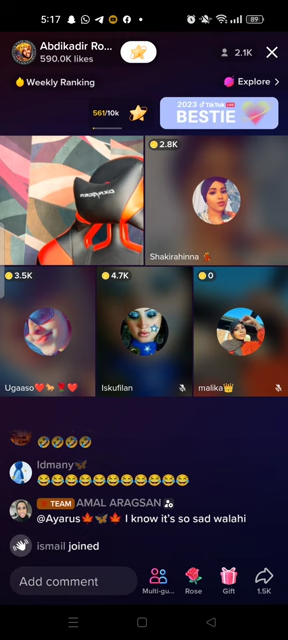 5:17
89
Abdikadir Ro...
590.0K likes
2.1K
Weekly Ranking
Explore >
561/10k
2023 TikTok LIVE
BESTIE
2.8K
Shakirahinna
3.5K
4.7K
0
Ugaaso
Iskufilan
malika
Idmany
TEAM AMAL ARAGSAN
@Ayarus I know it's so sad walahi
ismail joined
Add comment
Multi-gu...
Rose
Gift
1.5K